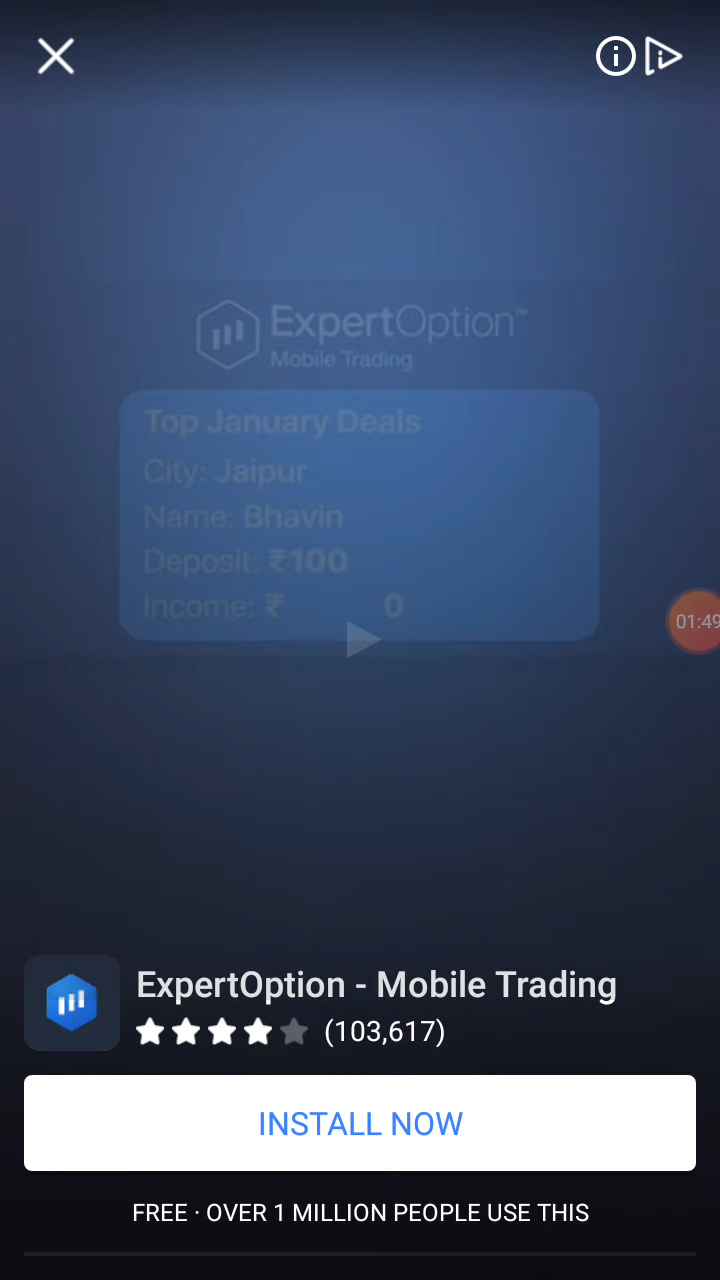 ExpertOption™
Mobile Trading
Top January Deals
City: Jaipur
Name: Bhavin
Deposit: ₹100
Income: ₹ 0
01:49
ExpertOption - Mobile Trading
(103,617)
INSTALL NOW
FREE · OVER 1 MILLION PEOPLE USE THIS